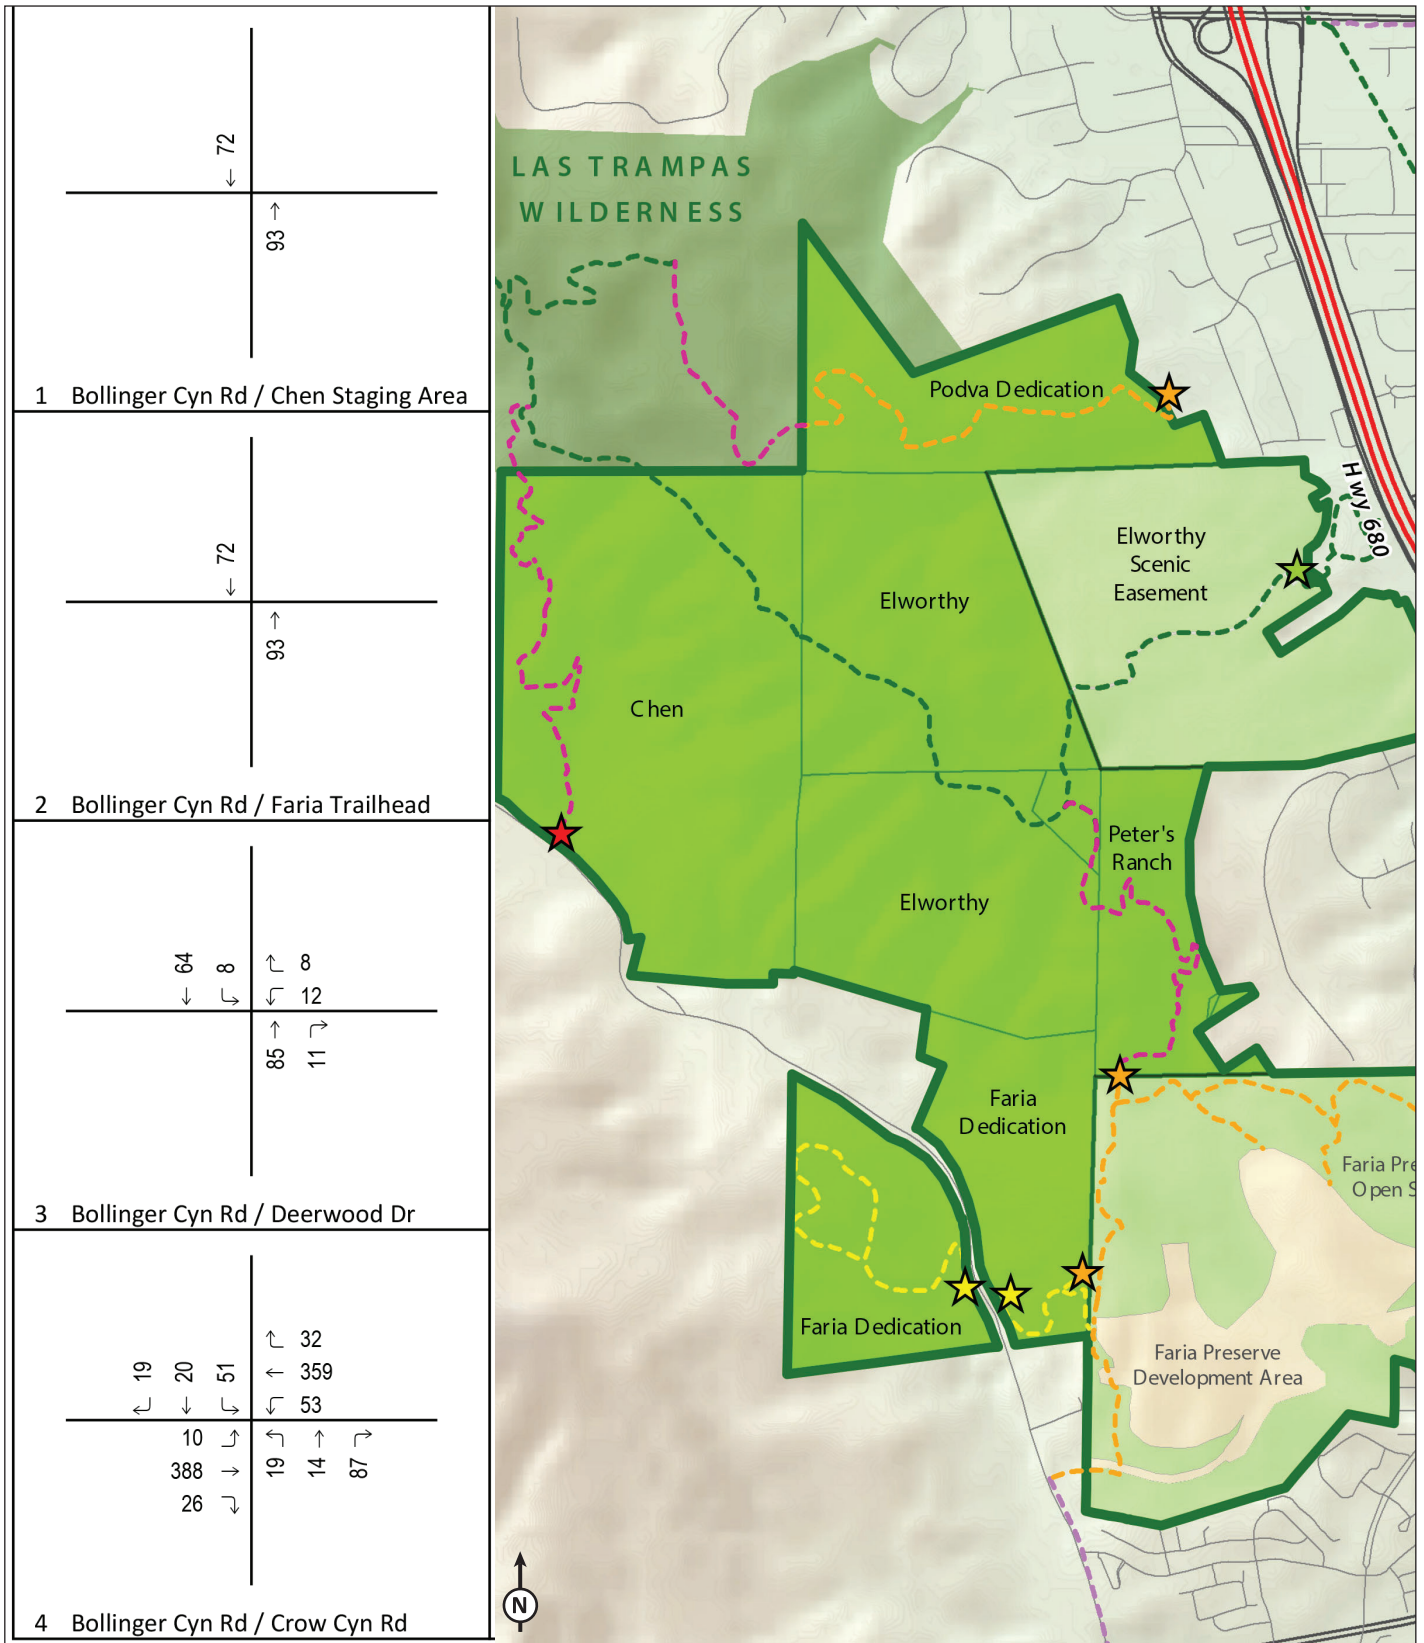 72
93
1 Bollinger Cyn Rd / Chen Staging Area
72
93
2 Bollinger Cyn Rd / Faria Trailhead
64
8
8
12
85
11
3 Bollinger Cyn Rd / Deerwood Dr
19
20
51
32
359
53
10
388
26
19
14
87
4 Bollinger Cyn Rd / Crow Cyn Rd
LAS TRAMPAS
WILDERNESS
Podva Dedication
Hwy 680
Elworthy
Scenic
Easement
Elworthy
Chen
Peter's
Ranch
Elworthy
Faria
Dedication
Faria Pre
Open S
Faria Dedication
Faria Preserve
Development Area
N